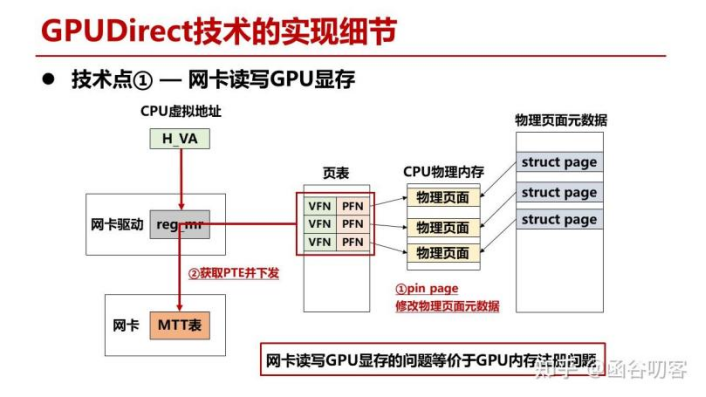 GPUDirect技术的实现细节
● 技术点① — 网卡读写GPU显存
CPU虚拟地址
H_VA
网卡驱动
reg_mr
②获取PTE并下发
网卡
MTT表
页表
VFN PFN
VFN PFN
VFN PFN
CPU物理内存
物理页面
物理页面
物理页面
①pin page
修改物理页面元数据
物理页面元数据
struct page
struct page
struct page
网卡读写GPU显存的问题等价于GPU内存注册问题
知乎 @函谷叨客